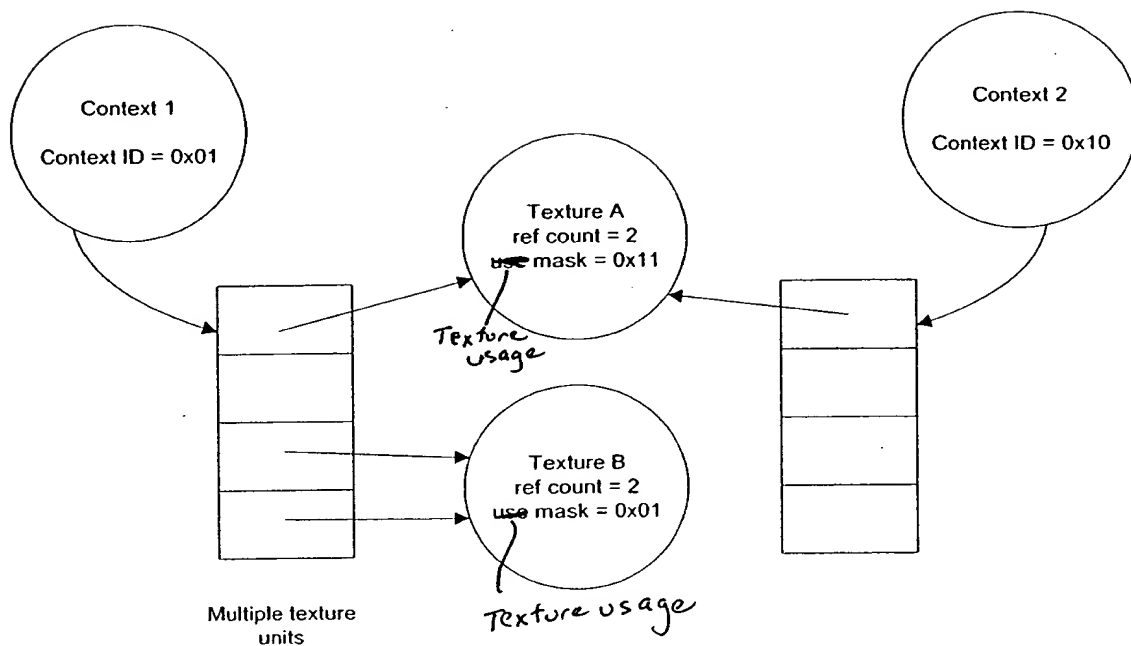 Context 1
Context ID = 0x01
Context 2
Context ID = 0x10
Texture A
ref count = 2
use mask = 0x11
Texture
usage
Texture B
ref count = 2
use mask = 0x01
Texture usage
Multiple texture
units